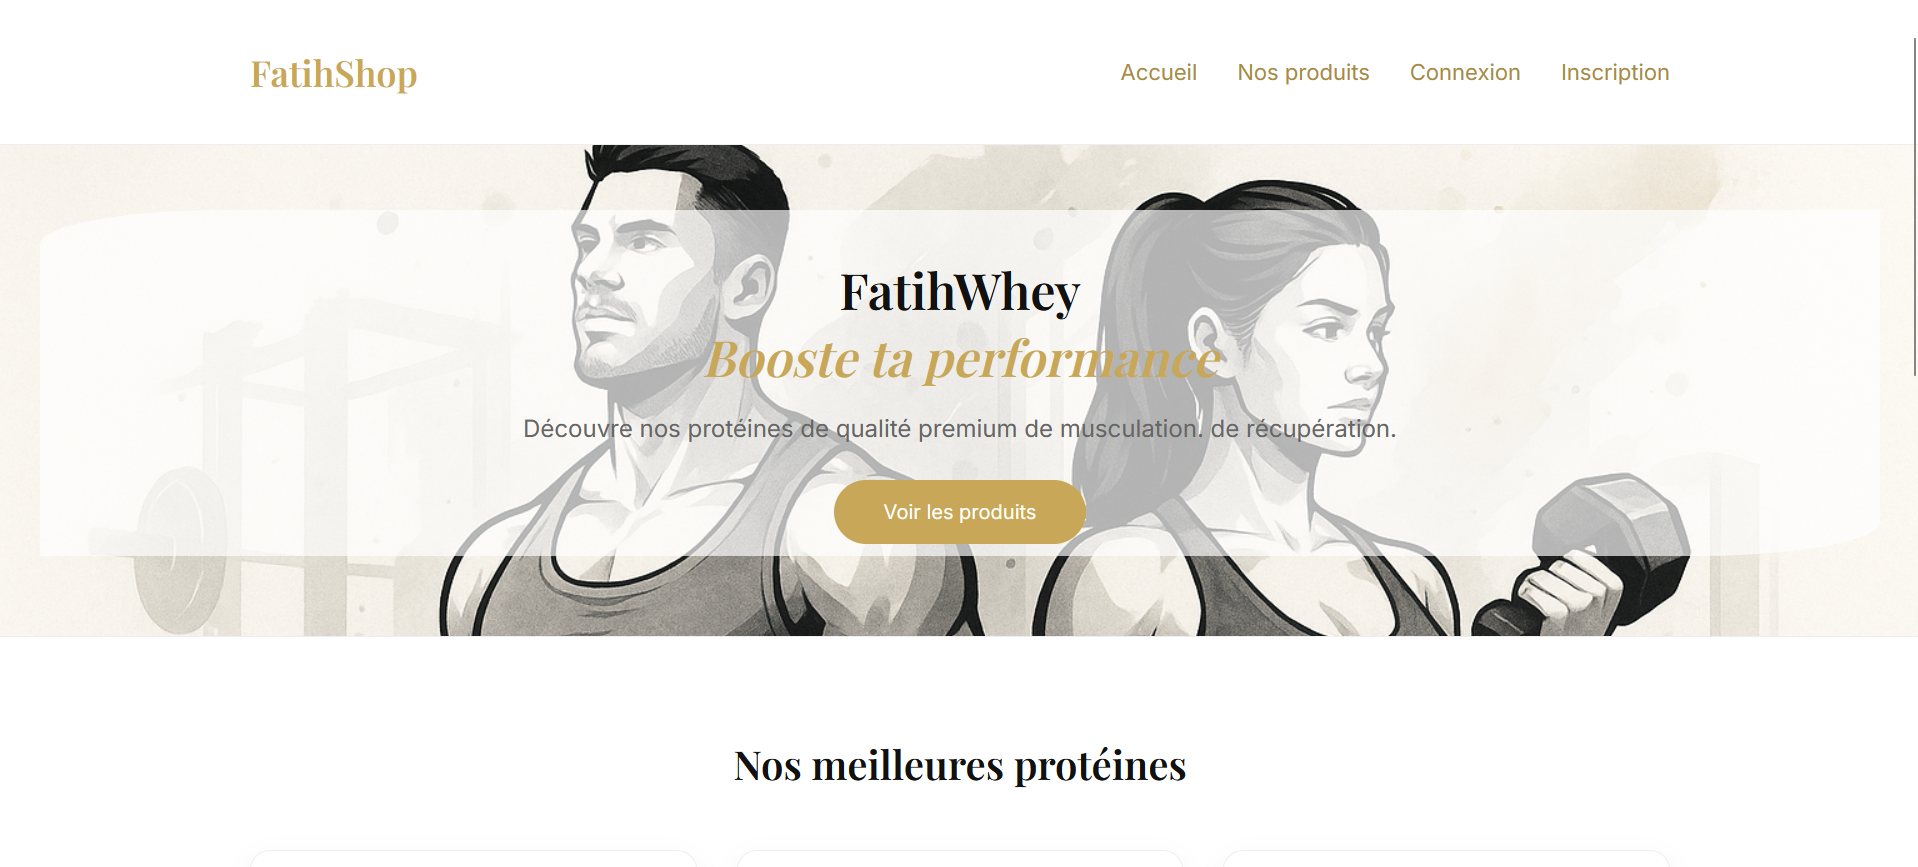 FatihShop
Accueil
Nos produits
Connexion
Inscription
FatihWhey
Booste ta performance
Découvre nos protéines de qualité premium de musculation. de récupération.
Voir les produits
Nos meilleures protéines